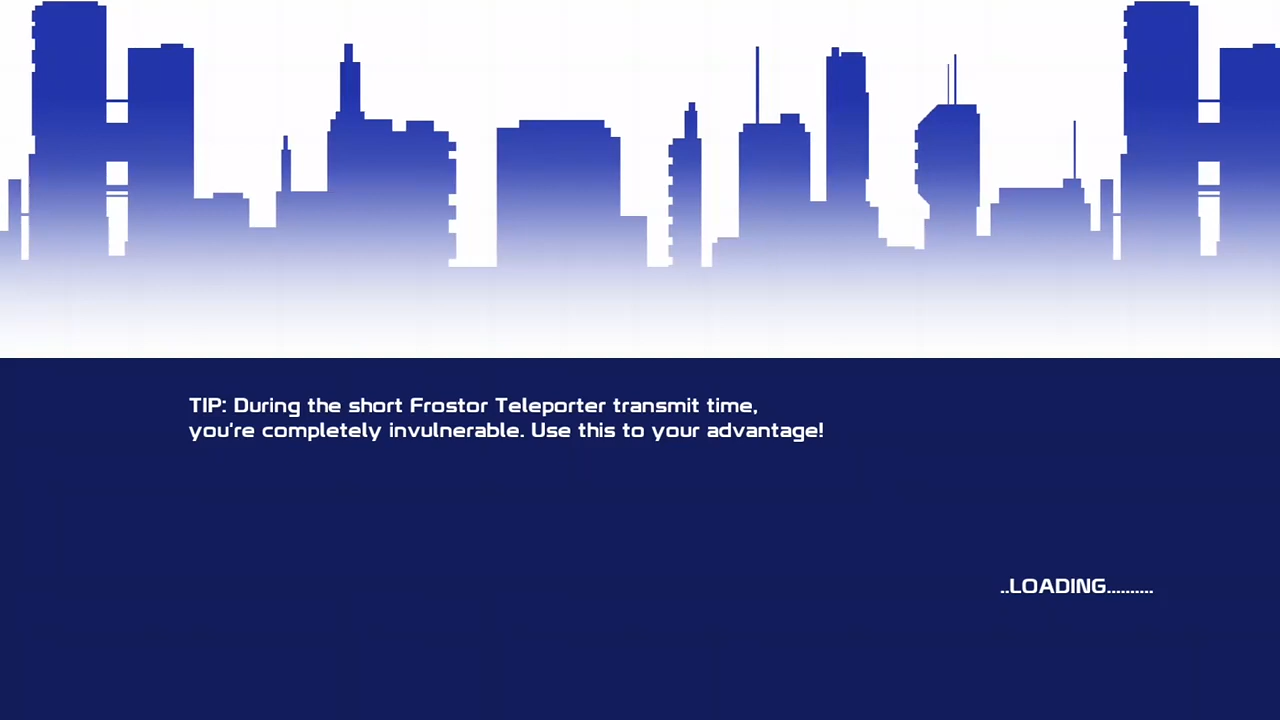 TIP: During the short Frostor Teleporter transmit time,
you're completely invulnerable. Use this to your advantage!
..LOADING..........